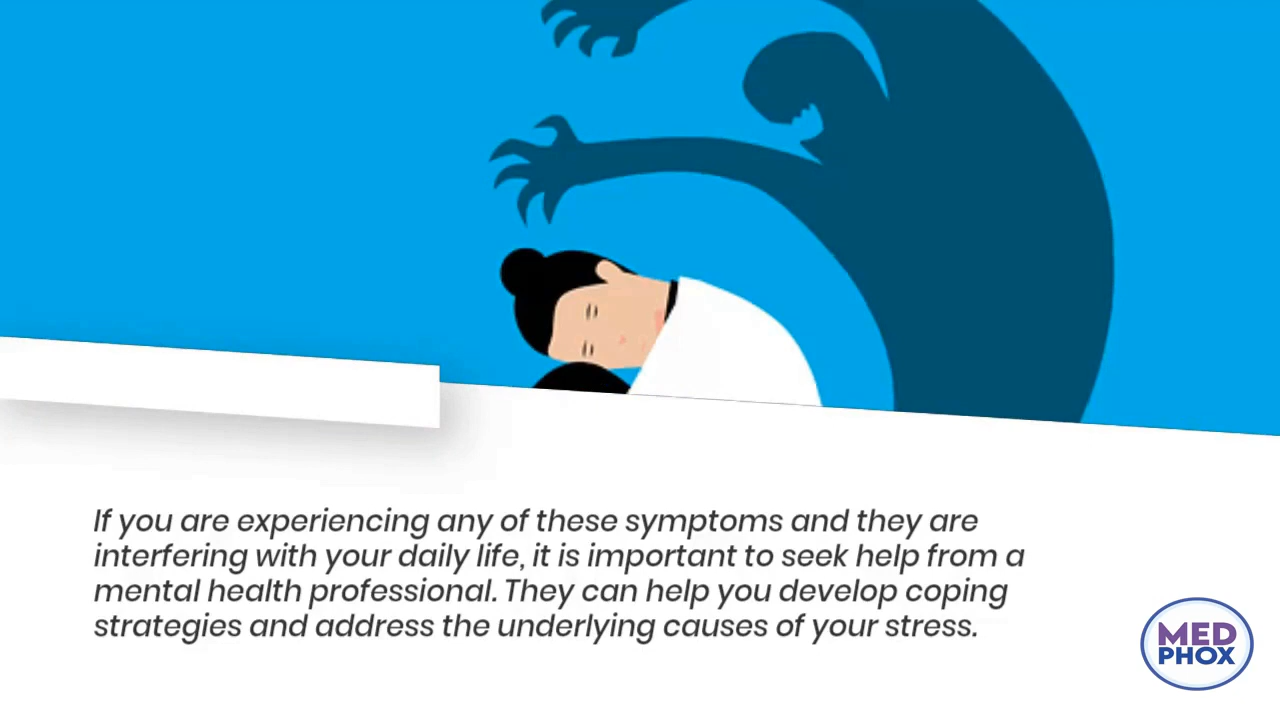 If you are experiencing any of these symptoms and they are
interfering with your daily life, it is important to seek help from a
mental health professional. They can help you develop coping
strategies and address the underlying causes of your stress.
MED
PHOX